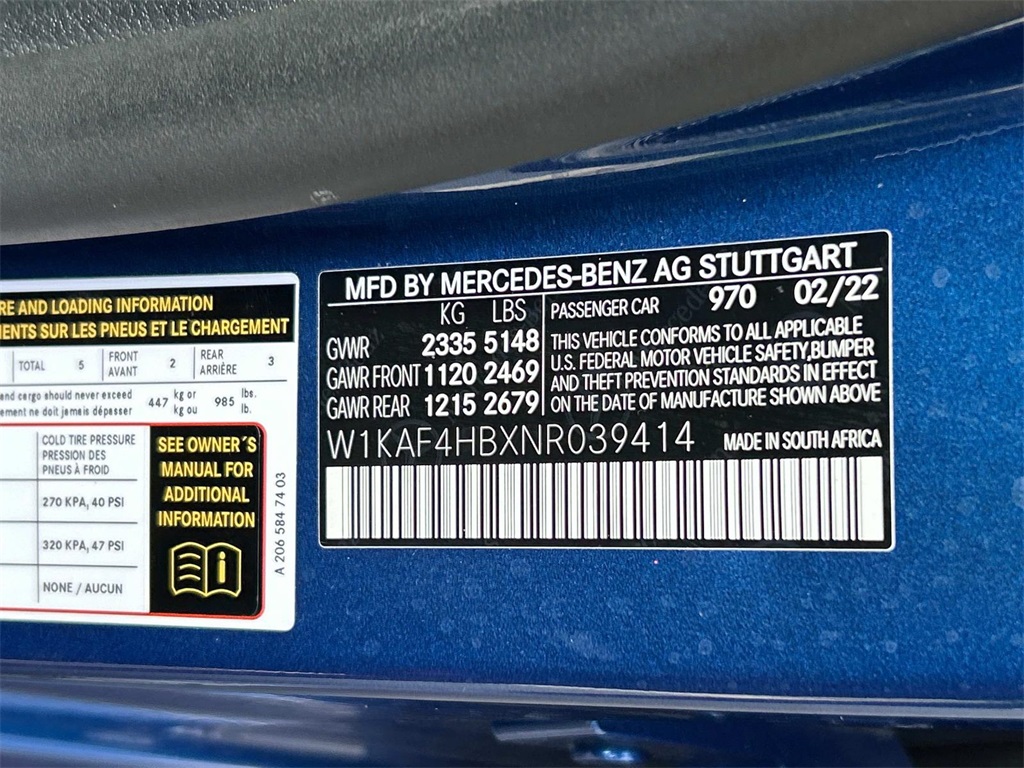 RE AND LOADING INFORMATION
MENTS SUR LES PNEUS ET LE CHARGEMENT
TOTAL 5 FRONT AVANT 2 REAR ARRIÈRE 3
and cargo should never exceed
ement ne doit jamais dépasser
447 kg or kg ou 985 lbs. lb.
COLD TIRE PRESSURE
PRESSION DES
PNEUS À FROID
270 KPA, 40 PSI
320 KPA, 47 PSI
NONE / AUCUN
SEE OWNER´S
MANUAL FOR
ADDITIONAL
INFORMATION
A 206 584 74 03
MFD BY MERCEDES-BENZ AG STUTTGART
KG LBS
GVWR 2335 5148
GAWR FRONT 1120 2469
GAWR REAR 1215 2679
PASSENGER CAR 970 02/22
THIS VEHICLE CONFORMS TO ALL APPLICABLE
U.S. FEDERAL MOTOR VEHICLE SAFETY,BUMPER
AND THEFT PREVENTION STANDARDS IN EFFECT
ON THE DATE OF MANUFACTURE SHOWN ABOVE
W1KAF4HBXNR039414 MADE IN SOUTH AFRICA